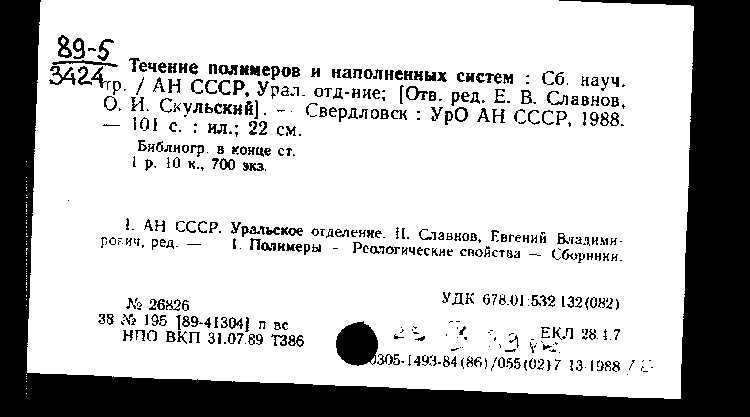 89-5
3424
Течение полимеров и наполненных систем : Сб. науч.
тр. / АН СССР, Урал. отд-ние; [Отв. ред. Е. В. Славнов,
О. И. Скульский]. — Свердловск : УрО АН СССР, 1988.
— 101 с. : ил.; 22 см.
Библиогр. в конце ст.
1 р. 10 к., 700 экз.
I. АН СССР. Уральское отделение. II. Славнов, Евгений Владими-
рович, ред. — 1. Полимеры - Реологические свойства — Сборники.
№ 26826
УДК 678.01:532.132(082)
38 № 195 [89-41304] п вс
ЕКЛ 28.4.7
НПО ВКП 31.07.89 Т386
0305-1493-84(86)/055(02)7 13-1988